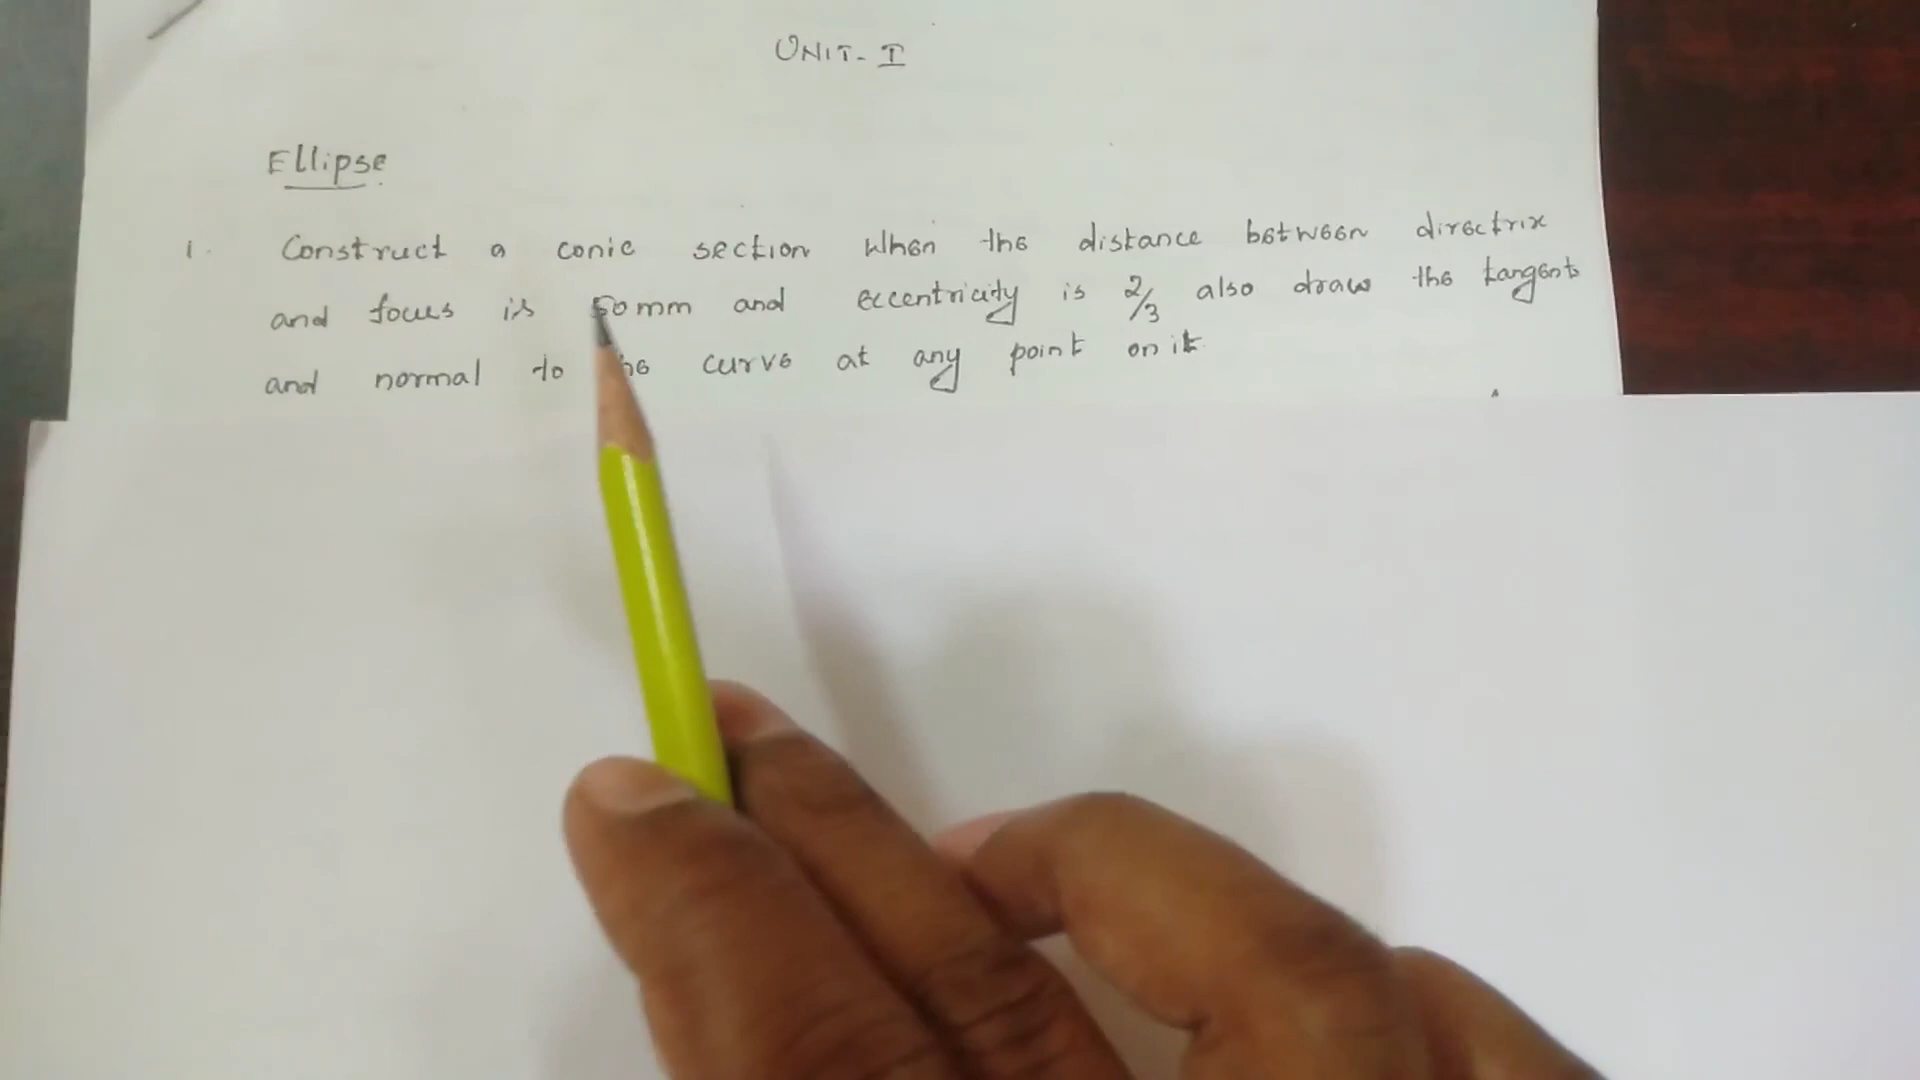 UNIT-I
Ellipse
1. Construct a conic section when the distance between directrix
and focus is 50mm and eccentricity is 2/3 also draw the tangent
and normal to curve at any point on it.